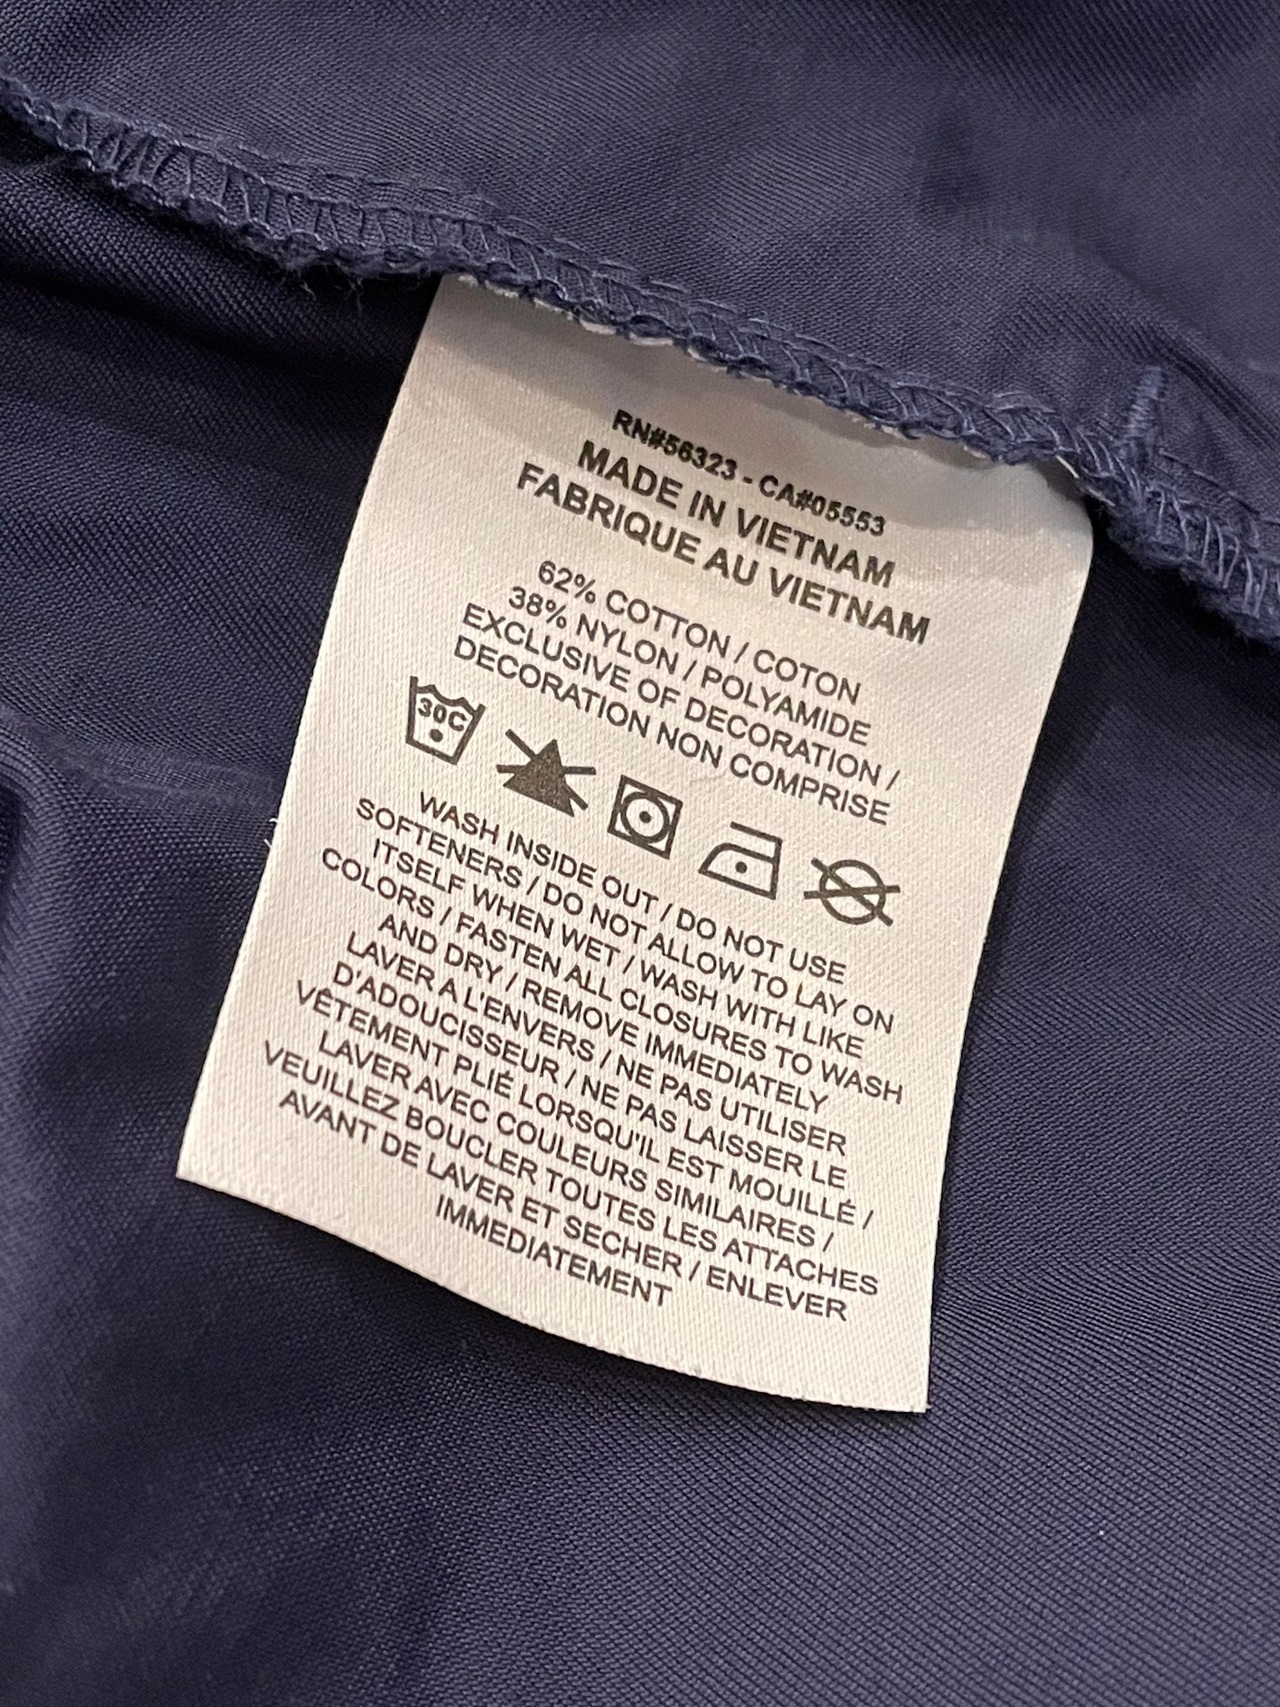 RN#56323 - CA#05553
MADE IN VIETNAM
FABRIQUE AU VIETNAM
62% COTTON / COTON
38% NYLON / POLYAMIDE
EXCLUSIVE OF DECORATION /
DECORATION NON COMPRISE
30C
WASH INSIDE OUT / DO NOT USE
SOFTENERS / DO NOT ALLOW TO LAY ON
ITSELF WHEN WET / WASH WITH LIKE
COLORS / FASTEN ALL CLOSURES TO WASH
AND DRY / REMOVE IMMEDIATELY
LAVER A L'ENVERS / NE PAS UTILISER
D'ADOUCISSEUR / NE PAS LAISSER LE
VÊTEMENT PLIÉ LORSQU'IL EST MOUILLÉ /
LAVER AVEC COULEURS SIMILAIRES /
VEUILLEZ BOUCLER TOUTES LES ATTACHES
AVANT DE LAVER ET SECHER / ENLEVER
IMMEDIATEMENT